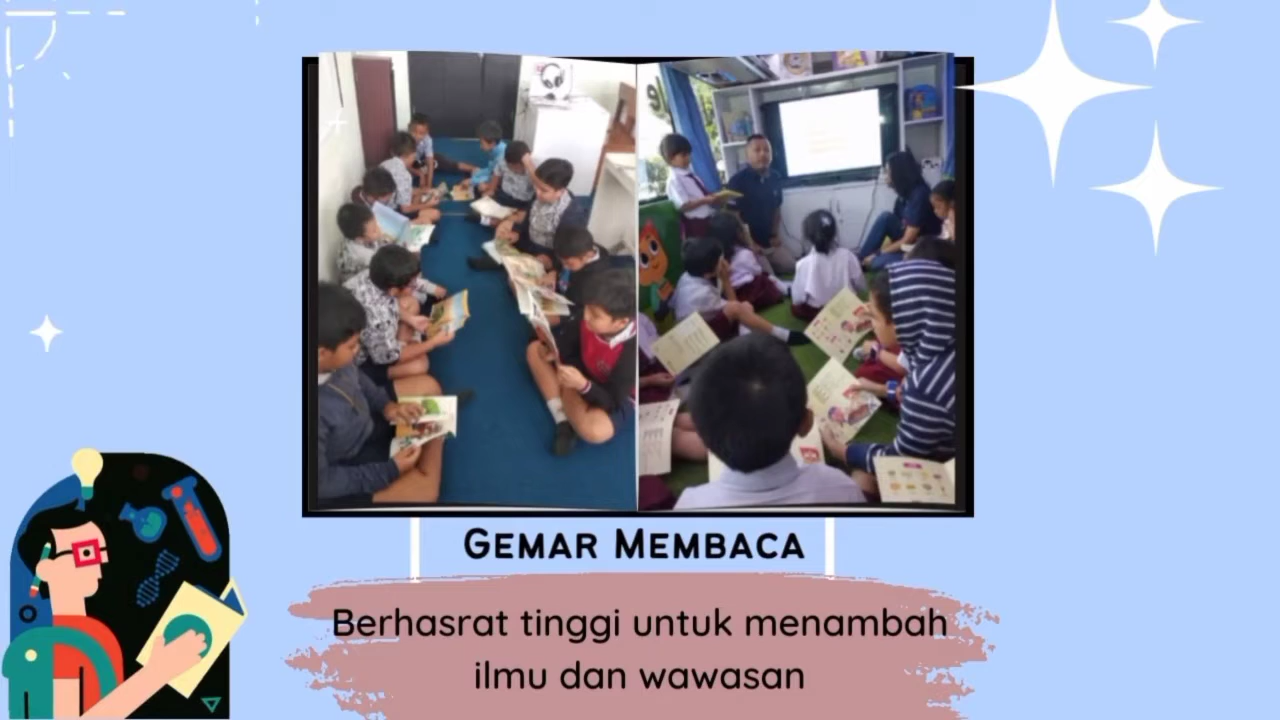 Gemar Membaca
Berhasrat tinggi untuk menambah
ilmu dan wawasan